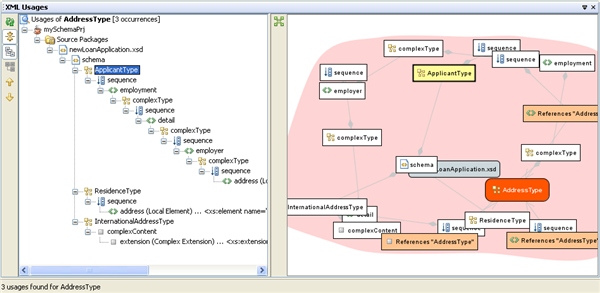 XML Usages
Usages of AddressType [3 occurrences]
mySchemaPrj
Source Packages
newLoanApplication.xsd
schema
ApplicantType
sequence
employment
complexType
sequence
detail
complexType
sequence
employer
complexType
sequence
address (Lo
ResidenceType
address (Local Element) ... <xs:element name="
InternationalAddressType
complexContent
extension (Complex Extension) ... <xs:extension
complexType
sequence
sequence
employment
sequence
ApplicantType
employer
References "Address
complexType
complexType
schema
LoanApplication.xsd
AddressType
InternationalAddressType
detail
ResidenceType
complexContent
sequence
sequence
References "AddressType"
References "AddressType"
3 usages found for AddressType